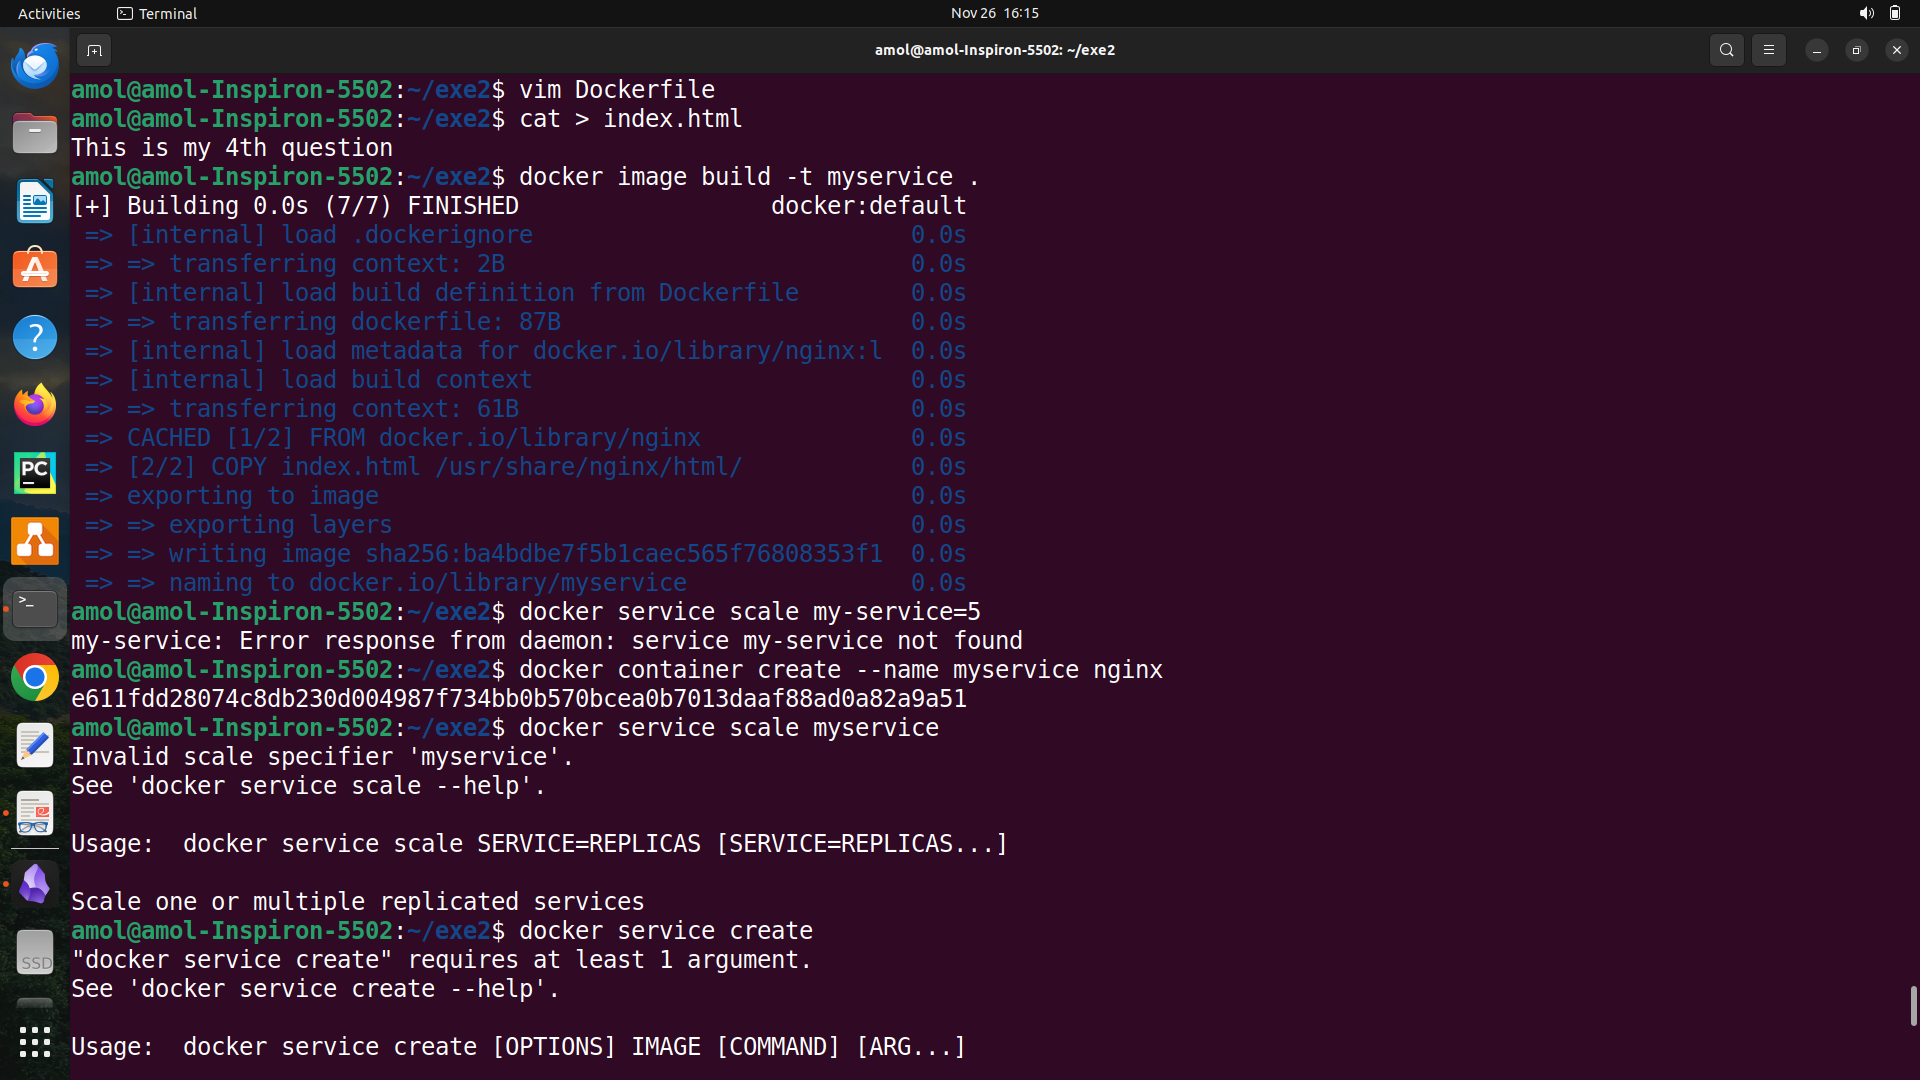 Activities Terminal Nov 26 16:15
amol@amol-Inspiron-5502: ~/exe2
amol@amol-Inspiron-5502:~/exe2$ vim Dockerfile
amol@amol-Inspiron-5502:~/exe2$ cat > index.html
This is my 4th question
amol@amol-Inspiron-5502:~/exe2$ docker image build -t myservice .
[+] Building 0.0s (7/7) FINISHED docker:default
=> [internal] load .dockerignore 0.0s
=> => transferring context: 2B 0.0s
=> [internal] load build definition from Dockerfile 0.0s
=> => transferring dockerfile: 87B 0.0s
=> [internal] load metadata for docker.io/library/nginx:l 0.0s
=> [internal] load build context 0.0s
=> => transferring context: 61B 0.0s
=> CACHED [1/2] FROM docker.io/library/nginx 0.0s
=> [2/2] COPY index.html /usr/share/nginx/html/ 0.0s
=> exporting to image 0.0s
=> => exporting layers 0.0s
=> => writing image sha256:ba4bdbe7f5b1caec565f76808353f1 0.0s
=> => naming to docker.io/library/myservice 0.0s
amol@amol-Inspiron-5502:~/exe2$ docker service scale my-service=5
my-service: Error response from daemon: service my-service not found
amol@amol-Inspiron-5502:~/exe2$ docker container create --name myservice nginx
e611fdd28074c8db230d004987f734bb0b570bcea0b7013daaf88ad0a82a9a51
amol@amol-Inspiron-5502:~/exe2$ docker service scale myservice
Invalid scale specifier 'myservice'.
See 'docker service scale --help'.
Usage:  docker service scale SERVICE=REPLICAS [SERVICE=REPLICAS...]
Scale one or multiple replicated services
amol@amol-Inspiron-5502:~/exe2$ docker service create
"docker service create" requires at least 1 argument.
See 'docker service create --help'.
Usage:  docker service create [OPTIONS] IMAGE [COMMAND] [ARG...]
PC
SSD